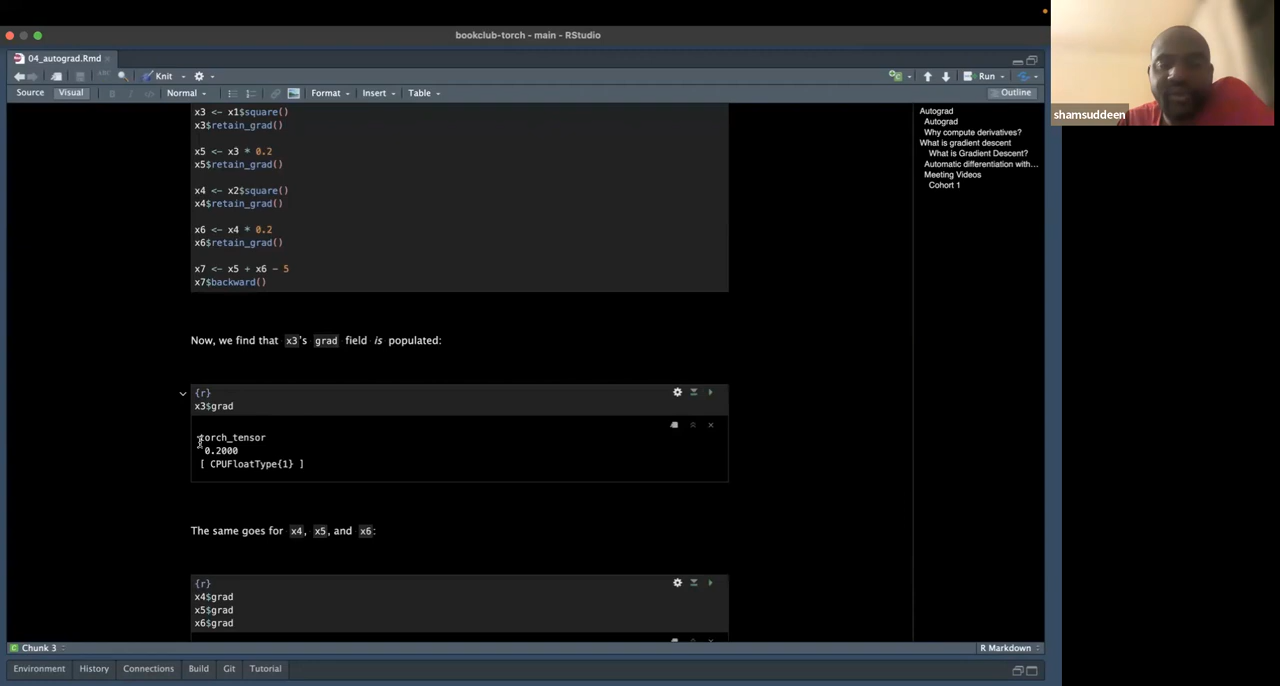 bookclub-torch - main - RStudio
04_autograd.Rmd
Knit
Run
Source Visual
Normal
Format
Insert
Table
Outline
x3 <- x1$square()
x3$retain_grad()
x5 <- x3 * 0.2
x5$retain_grad()
x4 <- x2$square()
x4$retain_grad()
x6 <- x4 * 0.2
x6$retain_grad()
x7 <- x5 + x6 - 5
x7$backward()
Now, we find that x3's grad field is populated:
{r}
x3$grad
torch_tensor
0.2000
[ CPUFloatType{1} ]
The same goes for x4, x5, and x6:
{r}
x4$grad
x5$grad
x6$grad
Autograd
Autograd
Why compute derivatives?
What is gradient descent
What is Gradient Descent?
Automatic differentiation with...
Meeting Videos
Cohort 1
shamsuddeen
Chunk 3
R Markdown
Environment History Connections Build Git Tutorial